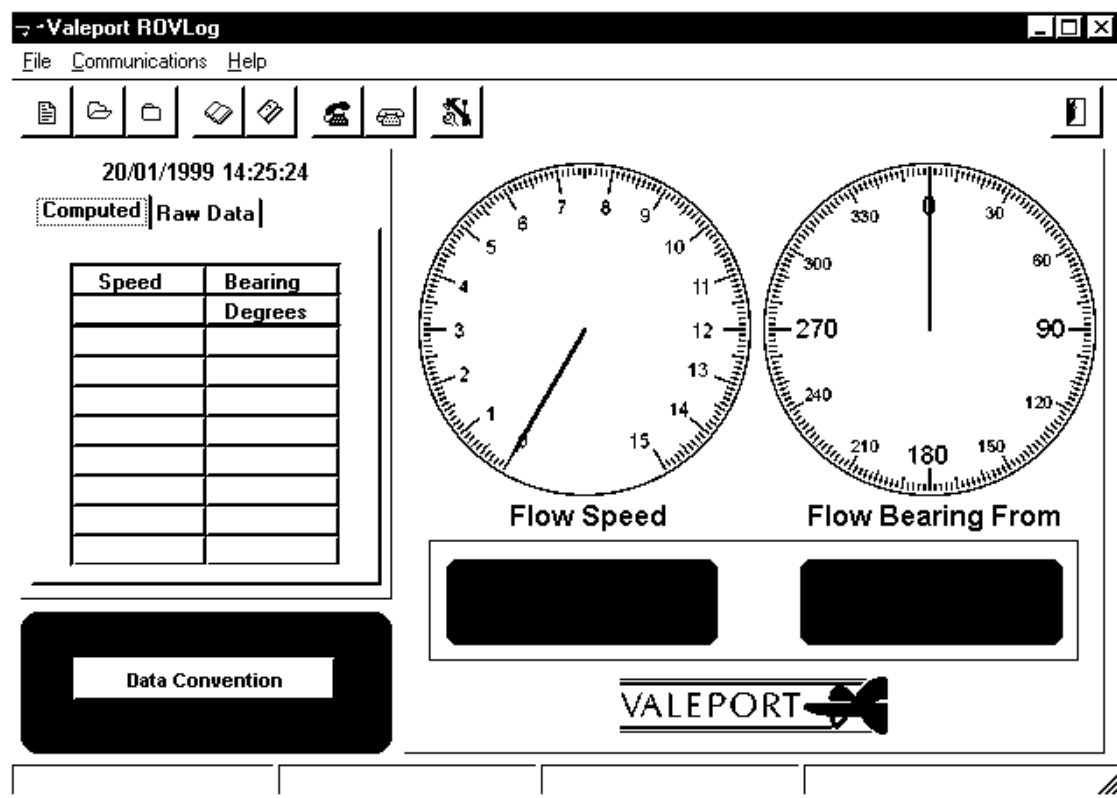 Valeport ROVLog
File Communications Help
20/01/1999 14:25:24
Computed Raw Data
Speed Bearing
Degrees
0 1 2 3 4 5 6 7 8 9 10 11 12 13 14 15
Flow Speed
0 30 60 90 120 150 180 210 240 270 300 330
Flow Bearing From
Data Convention
VALEPORT